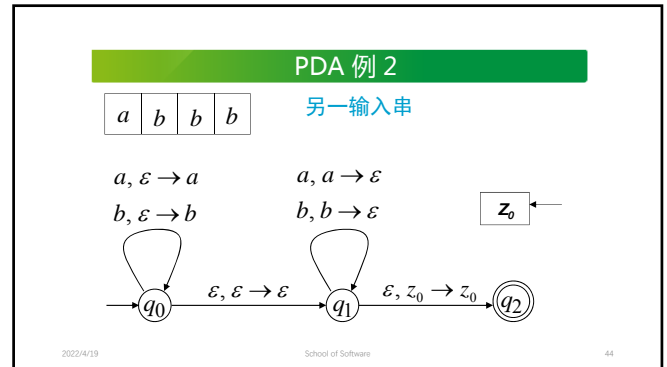 PDA 例 2
a b b b
另一输入串
a, ε → a
b, ε → b
a, a → ε
b, b → ε
Z₀
q₀
ε, ε → ε
q₁
ε, z₀ → z₀
q₂
2022/4/19
School of Software
44